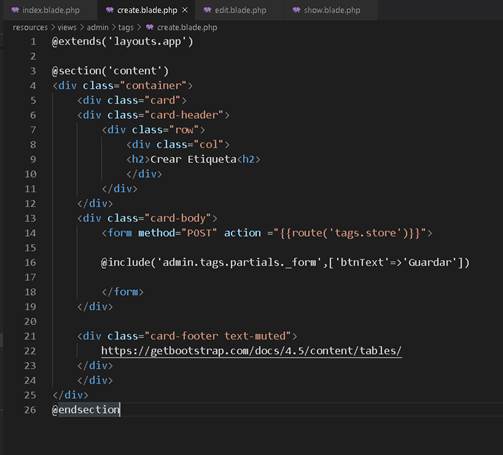 index.blade.php create.blade.php × edit.blade.php show.blade.php
resources > views > admin > tags > create.blade.php
1 @extends('layouts.app')
2
3 @section('content')
4 <div class="container">
5 <div class="card">
6 <div class="card-header">
7 <div class="row">
8 <div class="col">
9 <h2>Crear Etiqueta<h2>
10 </div>
11 </div>
12 </div>
13 <div class="card-body">
14 <form method="POST" action ="{{route('tags.store')}}">
15
16 @include('admin.tags.partials._form',['btnText'=>'Guardar'])
17
18 </form>
19 </div>
20
21 <div class="card-footer text-muted">
22 https://getbootstrap.com/docs/4.5/content/tables/
23 </div>
24 </div>
25 </div>
26 @endsection